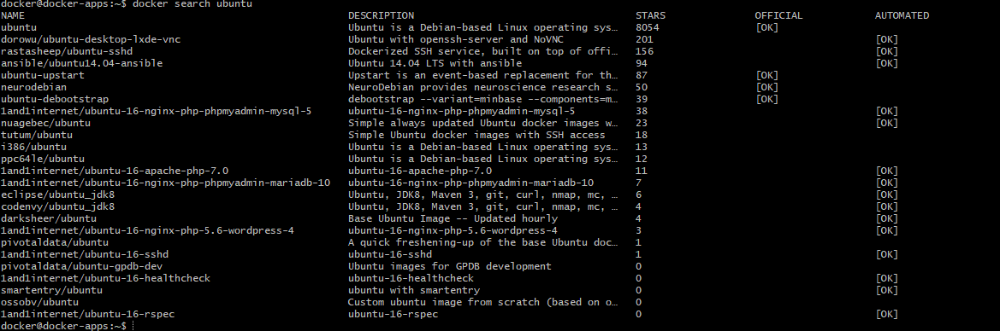 docker@docker-apps:~$ docker search ubuntu
NAME DESCRIPTION STARS OFFICIAL AUTOMATED
ubuntu Ubuntu is a Debian-based Linux operating sys… 8054 [OK]
dorowu/ubuntu-desktop-lxde-vnc Ubuntu with openssh-server and NoVNC 201 [OK]
rastasheep/ubuntu-sshd Dockerized SSH service, built on top of offi… 156 [OK]
ansible/ubuntu14.04-ansible Ubuntu 14.04 LTS with ansible 94 [OK]
ubuntu-upstart Upstart is an event-based replacement for th… 87 [OK]
neurodebian NeuroDebian provides neuroscience research s… 50 [OK]
ubuntu-debootstrap debootstrap --variant=minbase --components=m… 39 [OK]
1and1internet/ubuntu-16-nginx-php-phpmyadmin-mysql-5 ubuntu-16-nginx-php-phpmyadmin-mysql-5 38 [OK]
nuagebec/ubuntu Simple always updated Ubuntu docker images w… 23 [OK]
tutum/ubuntu Simple Ubuntu docker images with SSH access 18
i386/ubuntu Ubuntu is a Debian-based Linux operating sys… 13
ppc64le/ubuntu Ubuntu is a Debian-based Linux operating sys… 12
1and1internet/ubuntu-16-apache-php-7.0 ubuntu-16-apache-php-7.0 11 [OK]
1and1internet/ubuntu-16-nginx-php-phpmyadmin-mariadb-10 ubuntu-16-nginx-php-phpmyadmin-mariadb-10 7 [OK]
eclipse/ubuntu_jdk8 Ubuntu, JDK8, Maven 3, git, curl, nmap, mc, … 6 [OK]
codenvy/ubuntu_jdk8 Ubuntu, JDK8, Maven 3, git, curl, nmap, mc, … 4 [OK]
darksheer/ubuntu Base Ubuntu Image -- Updated hourly 4 [OK]
1and1internet/ubuntu-16-nginx-php-5.6-wordpress-4 ubuntu-16-nginx-php-5.6-wordpress-4 3 [OK]
pivotaldata/ubuntu A quick freshening-up of the base Ubuntu doc… 1
1and1internet/ubuntu-16-sshd ubuntu-16-sshd 1 [OK]
pivotaldata/ubuntu-gpdb-dev Ubuntu images for GPDB development 0
1and1internet/ubuntu-16-healthcheck ubuntu-16-healthcheck 0 [OK]
smartentry/ubuntu ubuntu with smartentry 0 [OK]
ossobv/ubuntu Custom ubuntu image from scratch (based on o… 0
1and1internet/ubuntu-16-rspec ubuntu-16-rspec 0 [OK]
docker@docker-apps:~$